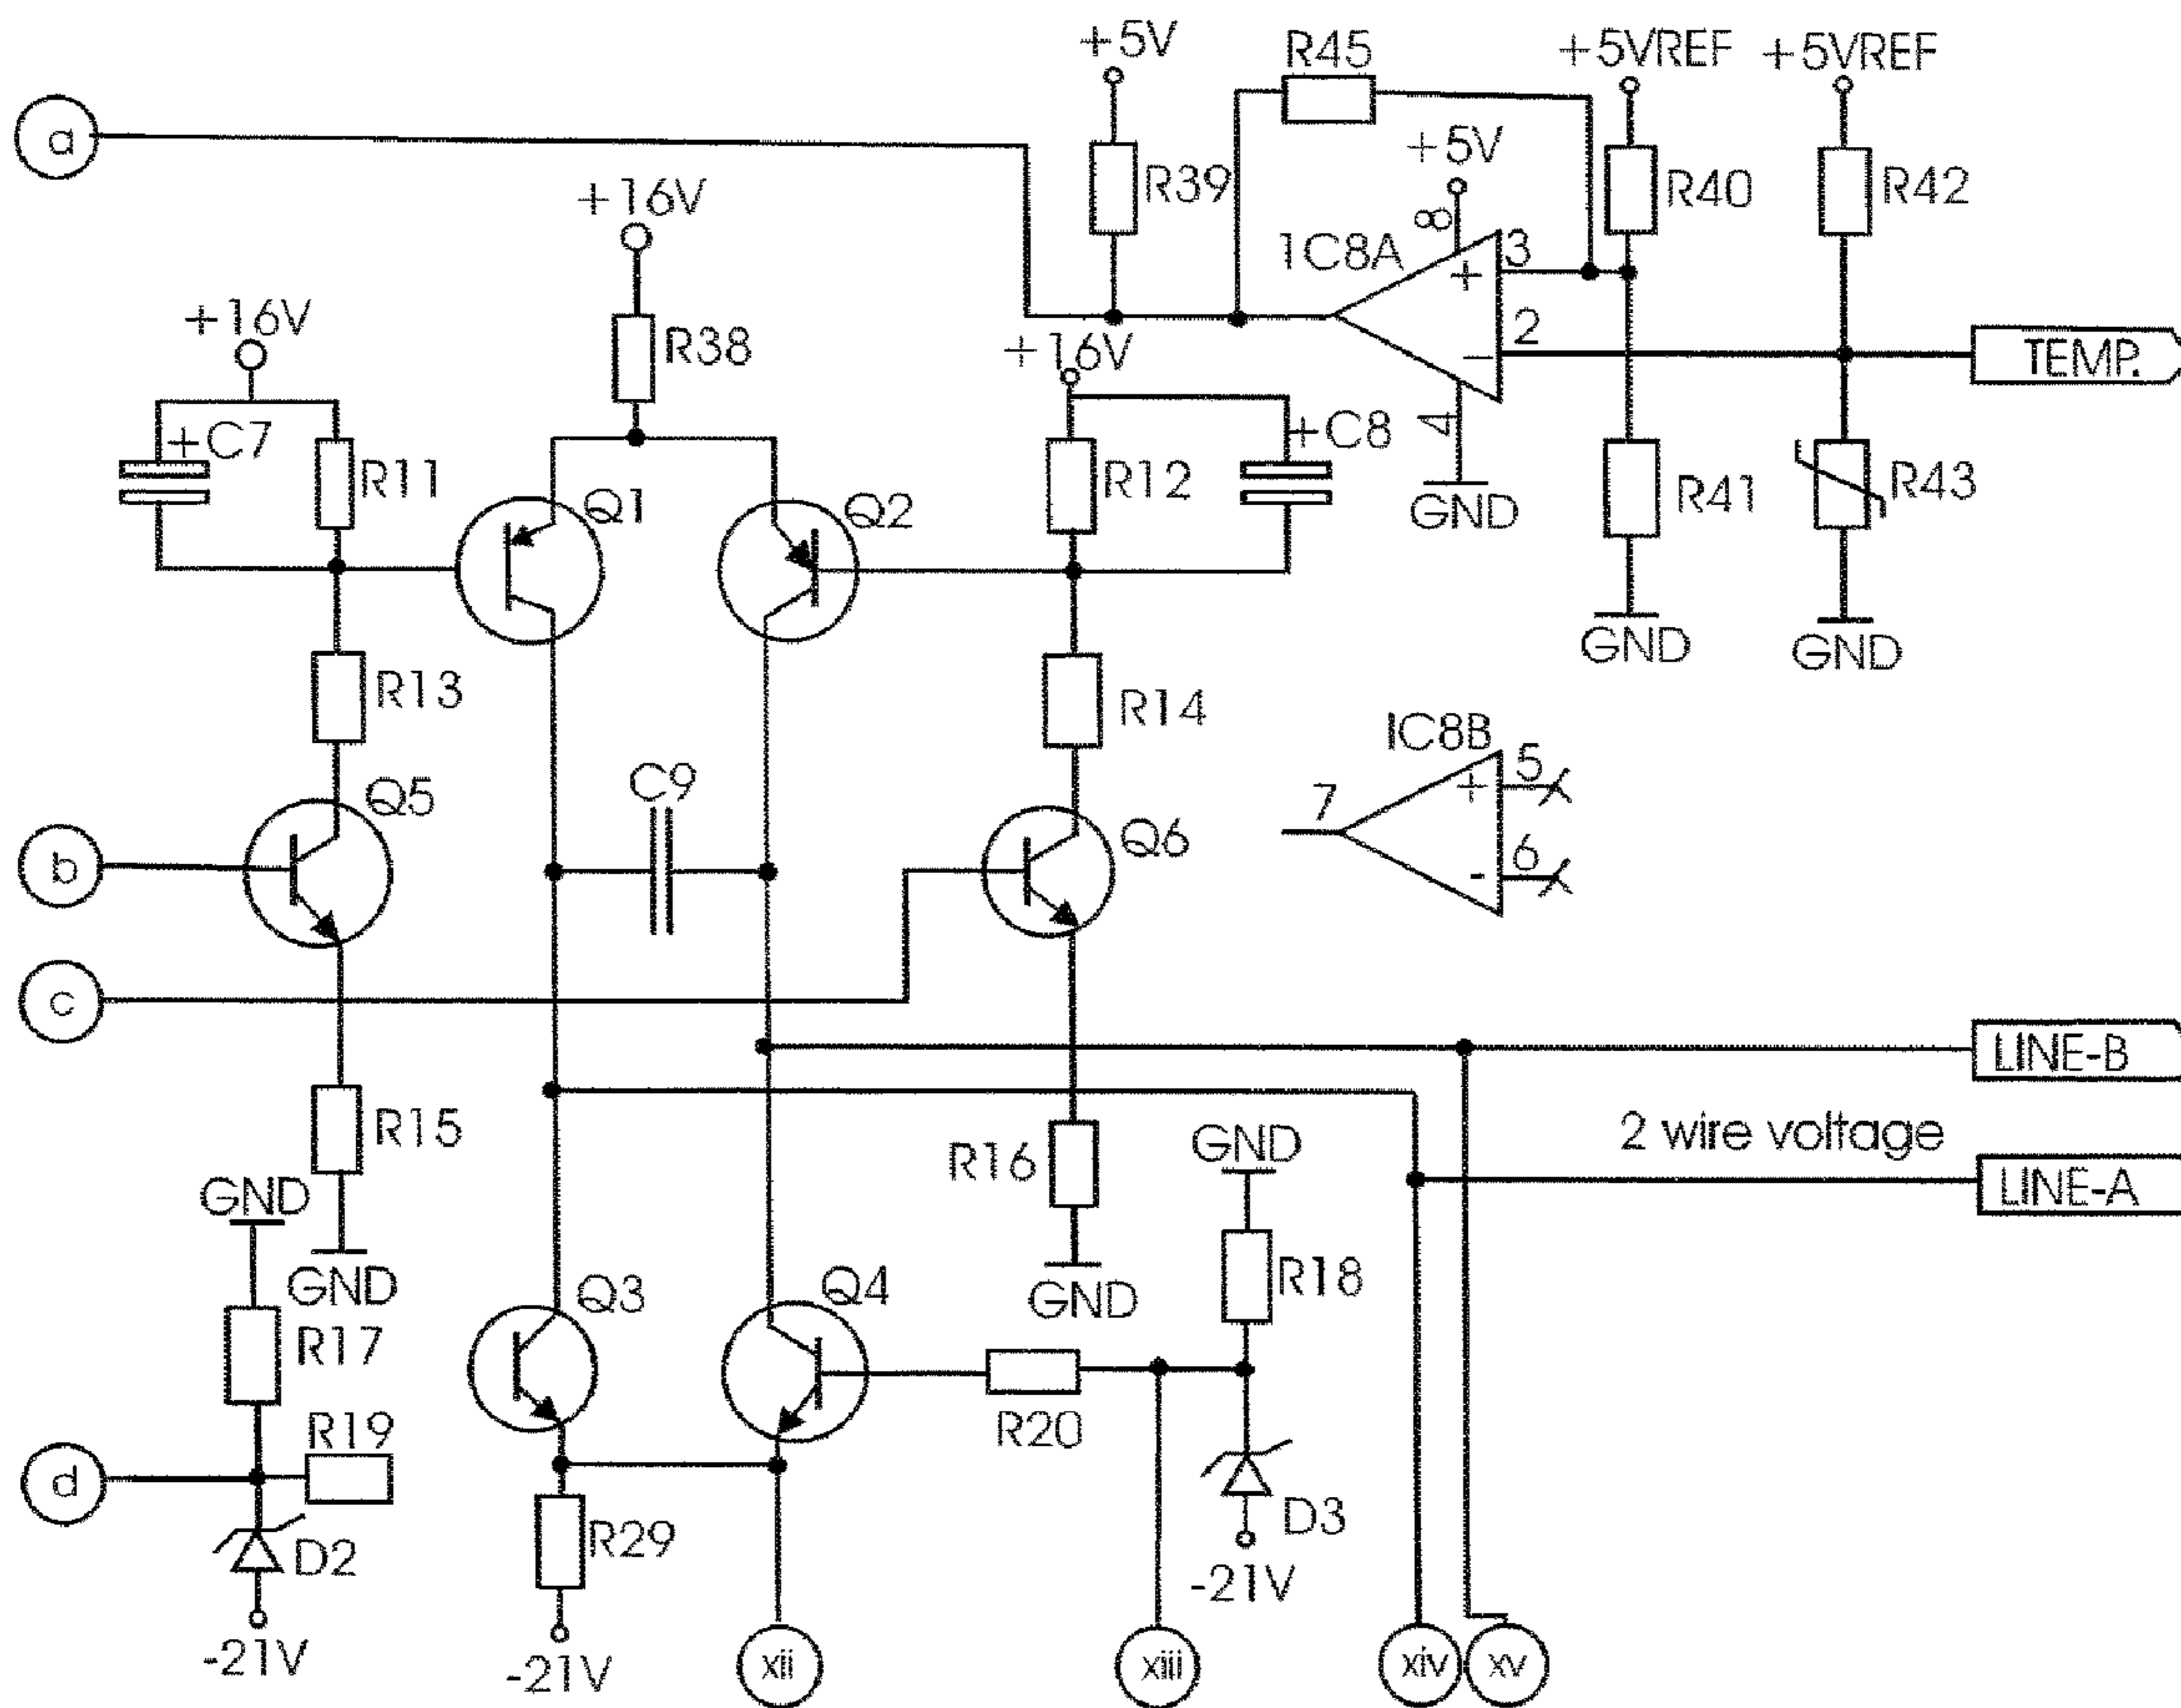 +5V
R45
+5VREF
+5VREF
a
+5V
R39
R40
R42
+16V
8
1C8A
3
+
+16V
R38
2
+16V
−
TEMP.
4
+C7
+C8
R11
Q1
Q2
R12
GND
R41
R43
GND
GND
R13
R14
IC8B
5
+
C9
7
Q5
Q6
6
-
b
c
LINE-B
2 wire voltage
R15
R16
GND
LINE-A
GND
GND
Q3
Q4
GND
R18
R17
R19
R20
d
R29
D3
D2
-21V
-21V
-21V
xii
xiii
xiv
xv